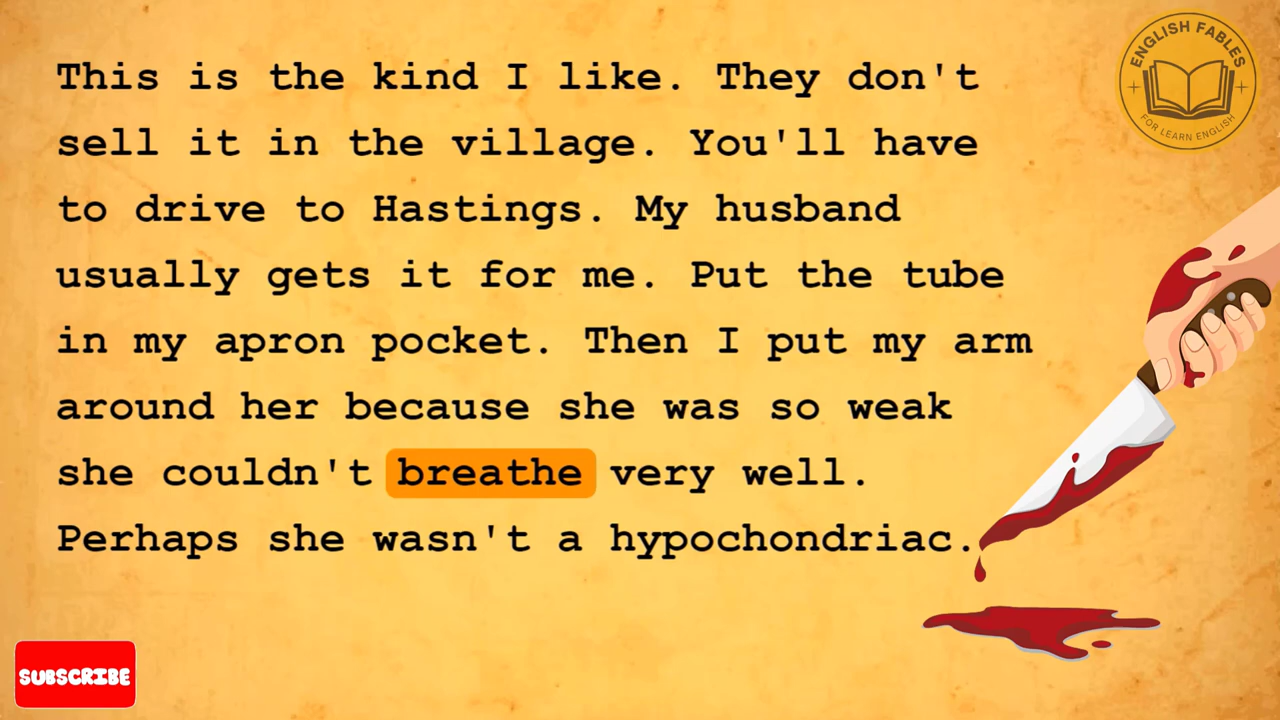 This is the kind I like. They don't
sell it in the village. You'll have
to drive to Hastings. My husband
usually gets it for me. Put the tube
in my apron pocket. Then I put my arm
around her because she was so weak
she couldn't breathe very well.
Perhaps she wasn't a hypochondriac.
ENGLISH FABLES
FOR LEARN ENGLISH
SUBSCRIBE